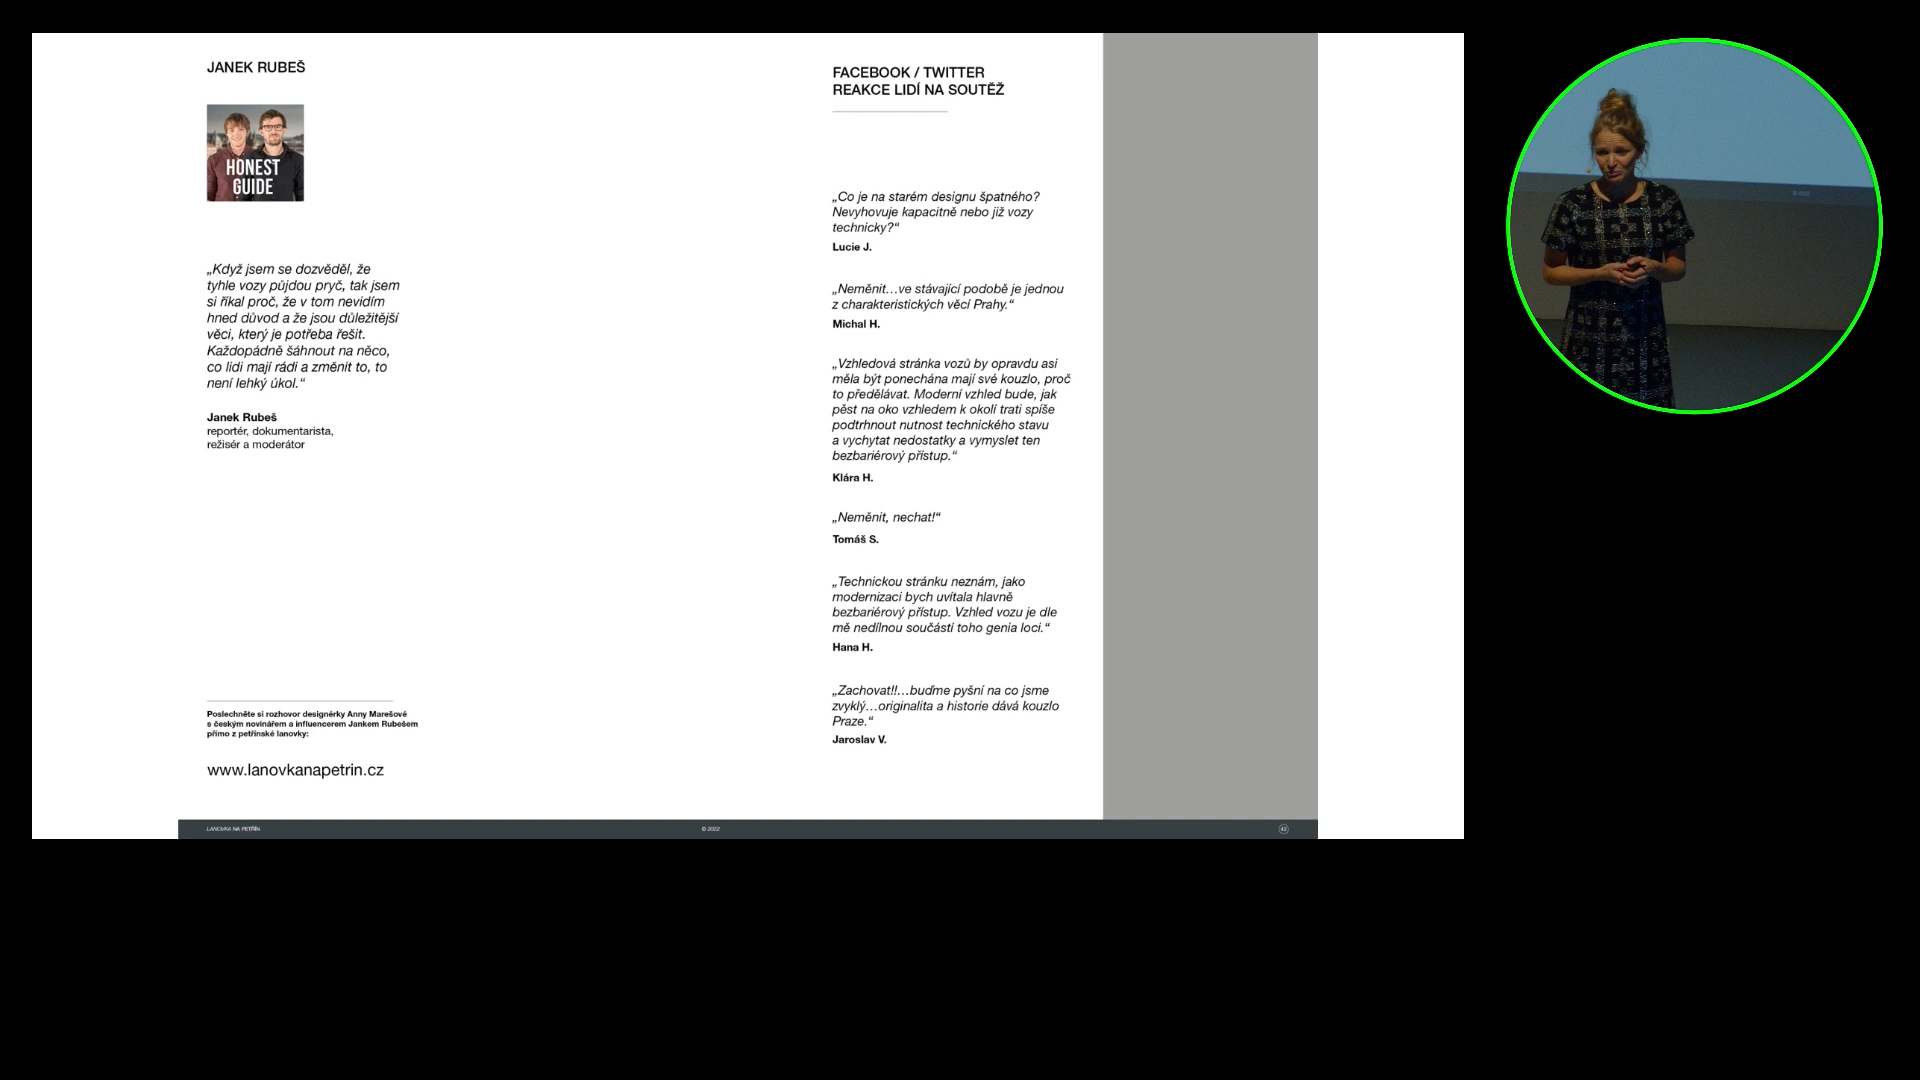 JANEK RUBEŠ
HONEST
GUIDE
„Když jsem se dozvěděl, že
tyhle vozy půjdou pryč, tak jsem
si říkal proč, že v tom nevidím
hned důvod a že jsou důležitější
věci, který je potřeba řešit.
Každopádně šáhnout na něco,
co lidi mají rádi a změnit to, to
není lehký úkol.“
Janek Rubeš
reportér, dokumentarista,
režisér a moderátor
Poslechněte si rozhovor designérky Anny Marešové
s českým novinářem a influencerem Jankem Rubešem
přímo z petřínské lanovky:
www.lanovkanapetrin.cz
FACEBOOK / TWITTER
REAKCE LIDÍ NA SOUTĚŽ
„Co je na starém designu špatného?
Nevyhovuje kapacitně nebo již vozy
technicky?“
Lucie J.
„Neměnit…ve stávající podobě je jednou
z charakteristických věcí Prahy.“
Michal H.
„Vzhledová stránka vozů by opravdu asi
měla být ponechána mají své kouzlo, proč
to předělávat. Moderní vzhled bude, jak
pěst na oko vzhledem k okolí trati spíše
podtrhnout nutnost technického stavu
a vychytat nedostatky a vymyslet ten
bezbariérový přístup.“
Klára H.
„Neměnit, nechat!“
Tomáš S.
„Technickou stránku neznám, jako
modernizaci bych uvítala hlavně
bezbariérový přístup. Vzhled vozu je dle
mě nedílnou součástí toho genia loci.“
Hana H.
„Zachovat!!…buďme pyšní na co jsme
zvyklý…originalita a historie dává kouzlo
Praze.“
Jaroslav V.
LANOVKA NA PETŘÍN
© 2022
43